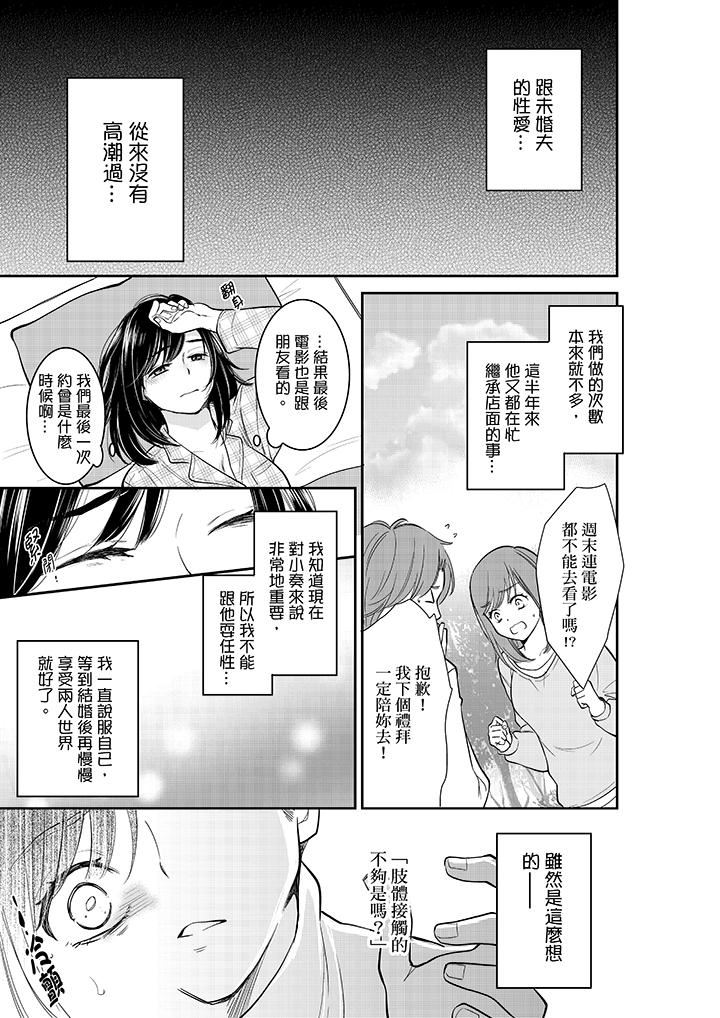 跟未婚夫
的性愛…
從來沒有
高潮過…
我們做的次數
本來就不多，
這半年來
他又都在忙
繼承店面的事…
週末連電影
都不能去看了嗎!?
抱歉！
我下個禮拜
一定陪妳去！
翻身
…結果最後
電影也是跟
朋友看的。
我們最後一次
約會是什麼
時候啊…
緊閉
我知道現在
對小奏來說
非常地重要，
所以我不能
跟他耍任性…
我一直說服自己，
等到結婚後再慢慢
享受兩人世界
就好了。
雖然是這麼想
的──
「肢體接觸的
不夠是嗎？」
冷顫